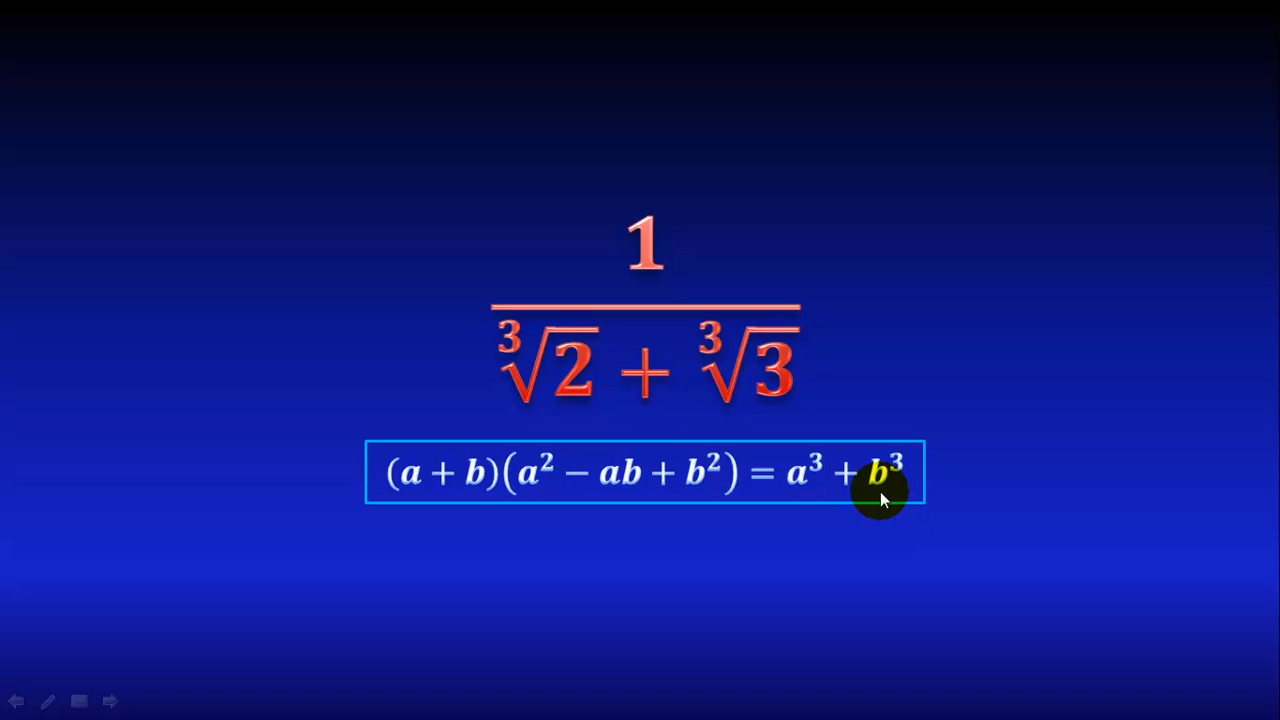 1
∛2 + ∛3
(a + b)(a² − ab + b²) = a³ + b³